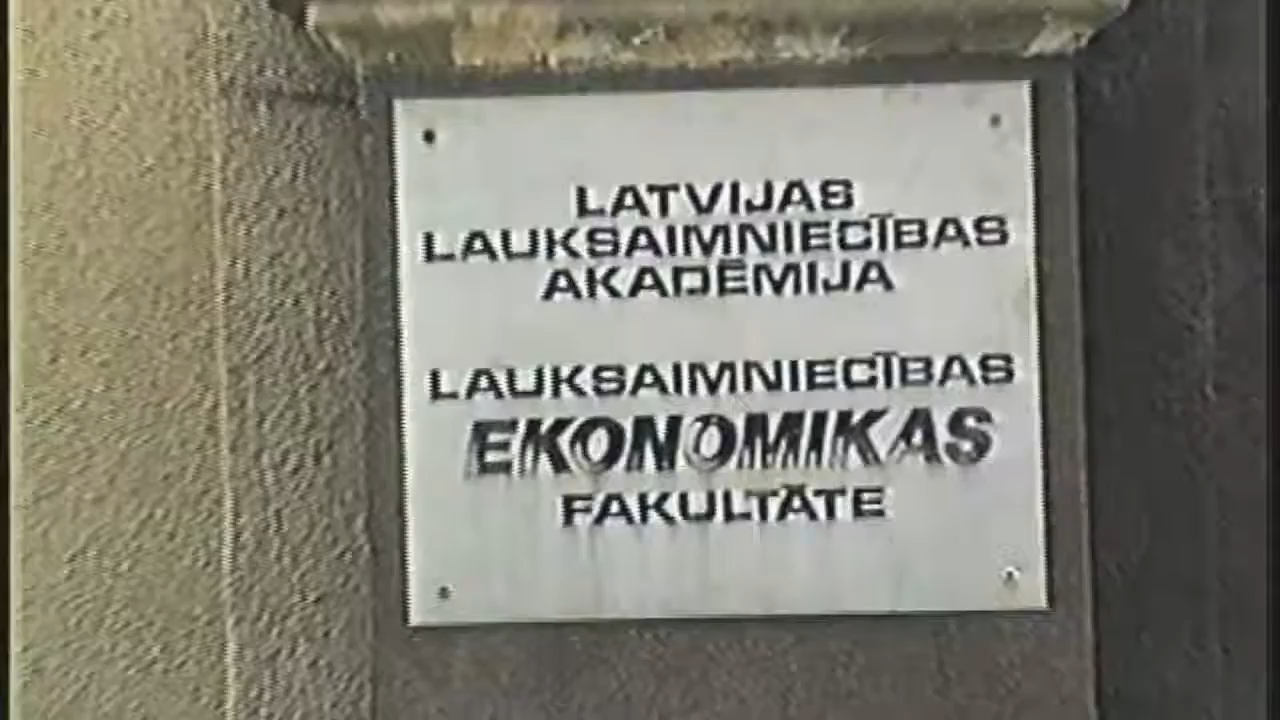 LATVIJAS
LAUKSAIMNIECĪBAS
AKADĒMIJA
LAUKSAIMNIECĪBAS
EKONOMIKAS
FAKULTĀTE